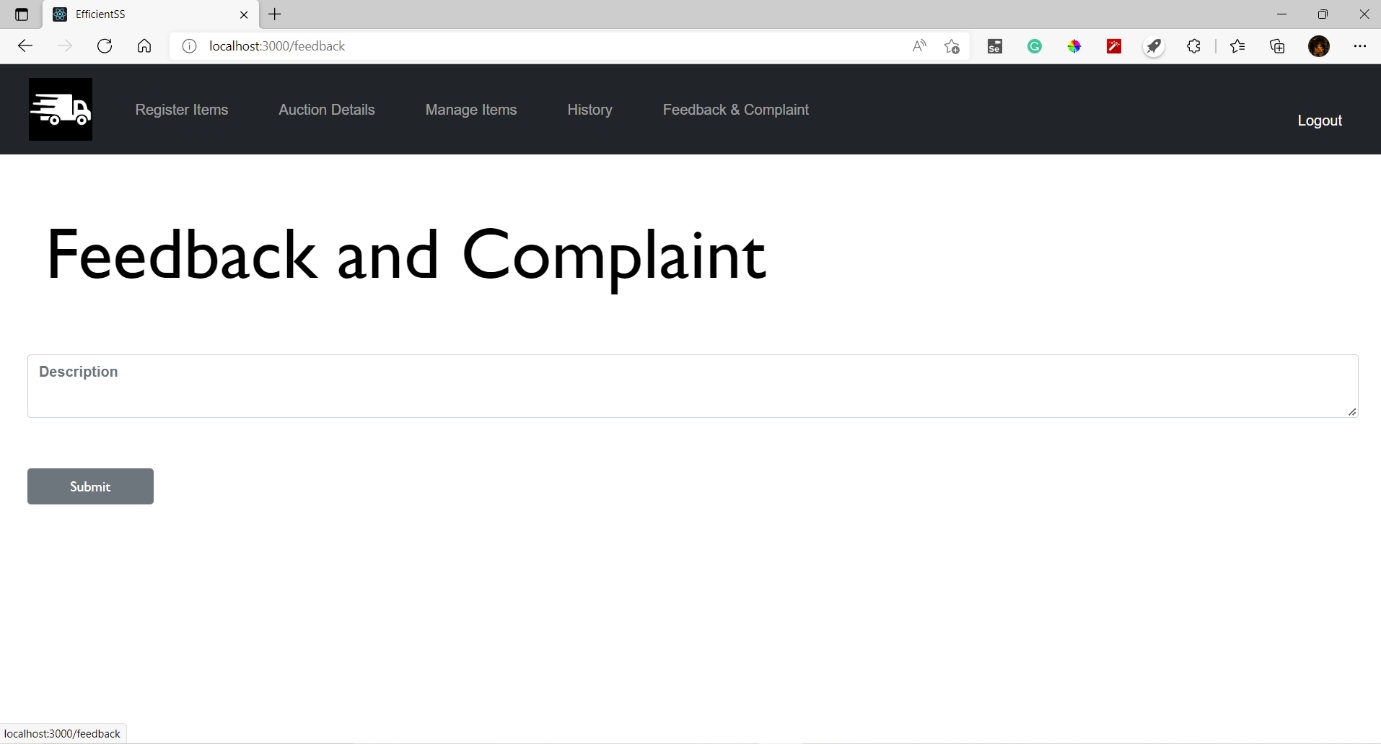 EfficientSS
localhost:3000/feedback
Se
G
Register Items
Auction Details
Manage Items
History
Feedback & Complaint
Logout
Feedback and Complaint
Description
Submit
localhost:3000/feedback